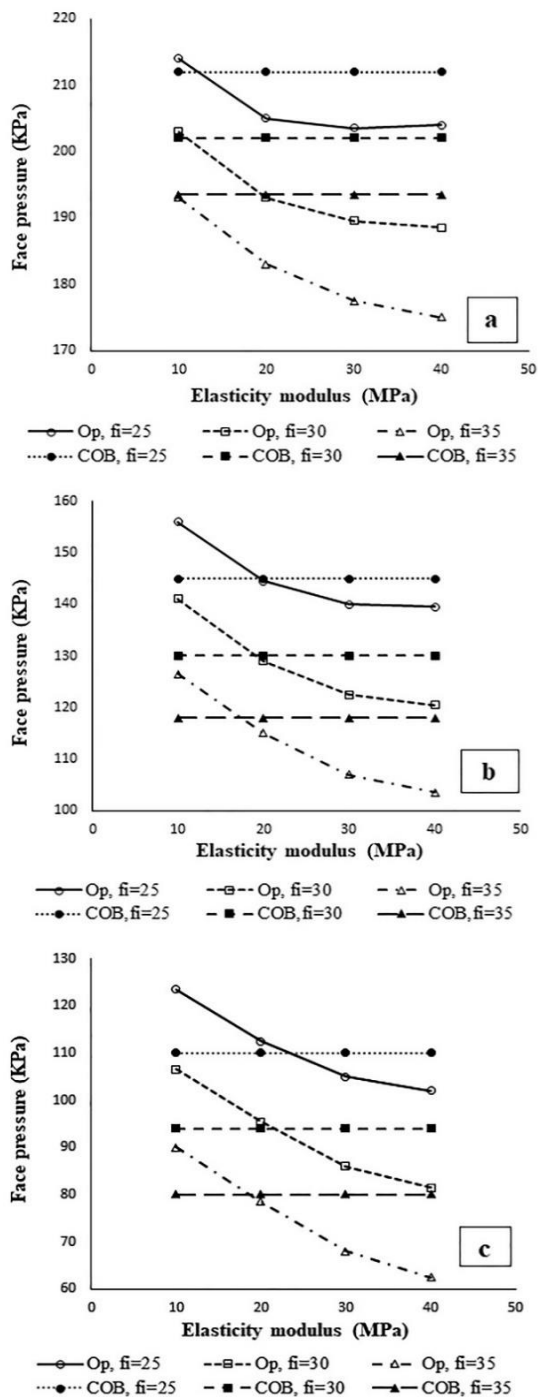 220
210
200
190
180
170
Face pressure (KPa)
0 10 20 30 40 50
Elasticity modulus (MPa)
a
Op, fi=25 Op, fi=30 Op, fi=35
COB, fi=25 COB, fi=30 COB, fi=35
160
150
140
130
120
110
100
Face pressure (KPa)
0 10 20 30 40 50
Elasticity modulus (MPa)
b
Op, fi=25 Op, fi=30 Op, fi=35
COB,fi=25 COB,fi=30 COB,fi=35
130
120
110
100
90
80
70
60
Face pressure (KPa)
0 10 20 30 40 50
Elasticity modulus (MPa)
c
Op, fi=25 Op, fi=30 Op, fi=35
COB, fi=25 COB, fi=30 COB, fi=35